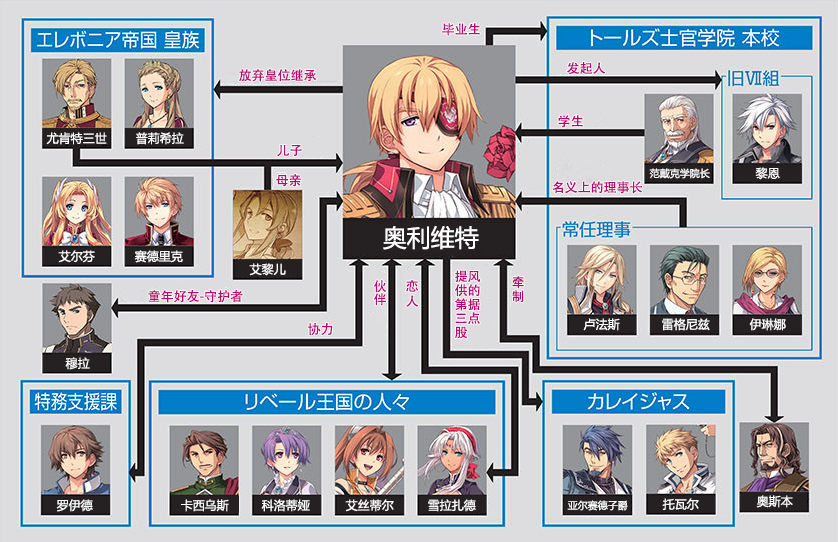 エレボニア帝国 皇族
尤肯特三世
普莉希拉
艾尔芬
赛德里克
艾黎儿
穆拉
毕业生
放弃皇位继承
儿子
母亲
童年好友-守护者
奥利维特
トールズ士官学院 本校
发起人
旧Ⅶ組
学生
范戴克学院长
黎恩
名义上的理事长
常任理事
卢法斯
雷格尼兹
伊琳娜
协力
伙伴
恋人
风的据点
提供第三股
牵制
特務支援課
罗伊德
リベール王国の人々
卡西乌斯
科洛蒂娅
艾丝蒂尔
雪拉扎德
カレイジャス
亚尔赛德子爵
托瓦尔
奥斯本